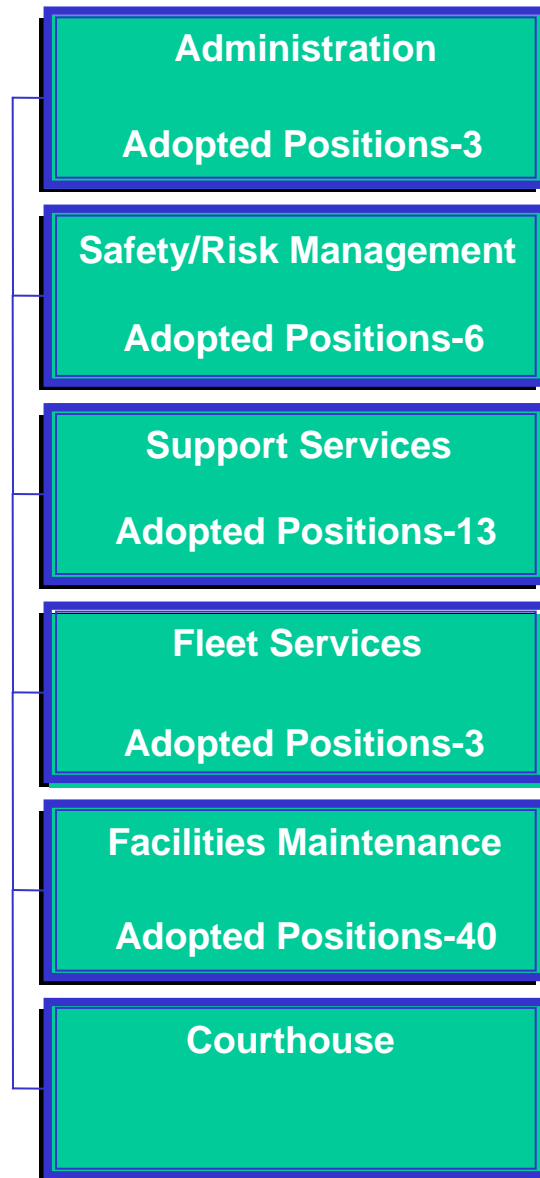 Administration
Adopted Positions-3
Safety/Risk Management
Adopted Positions-6
Support Services
Adopted Positions-13
Fleet Services
Adopted Positions-3
Facilities Maintenance
Adopted Positions-40
Courthouse